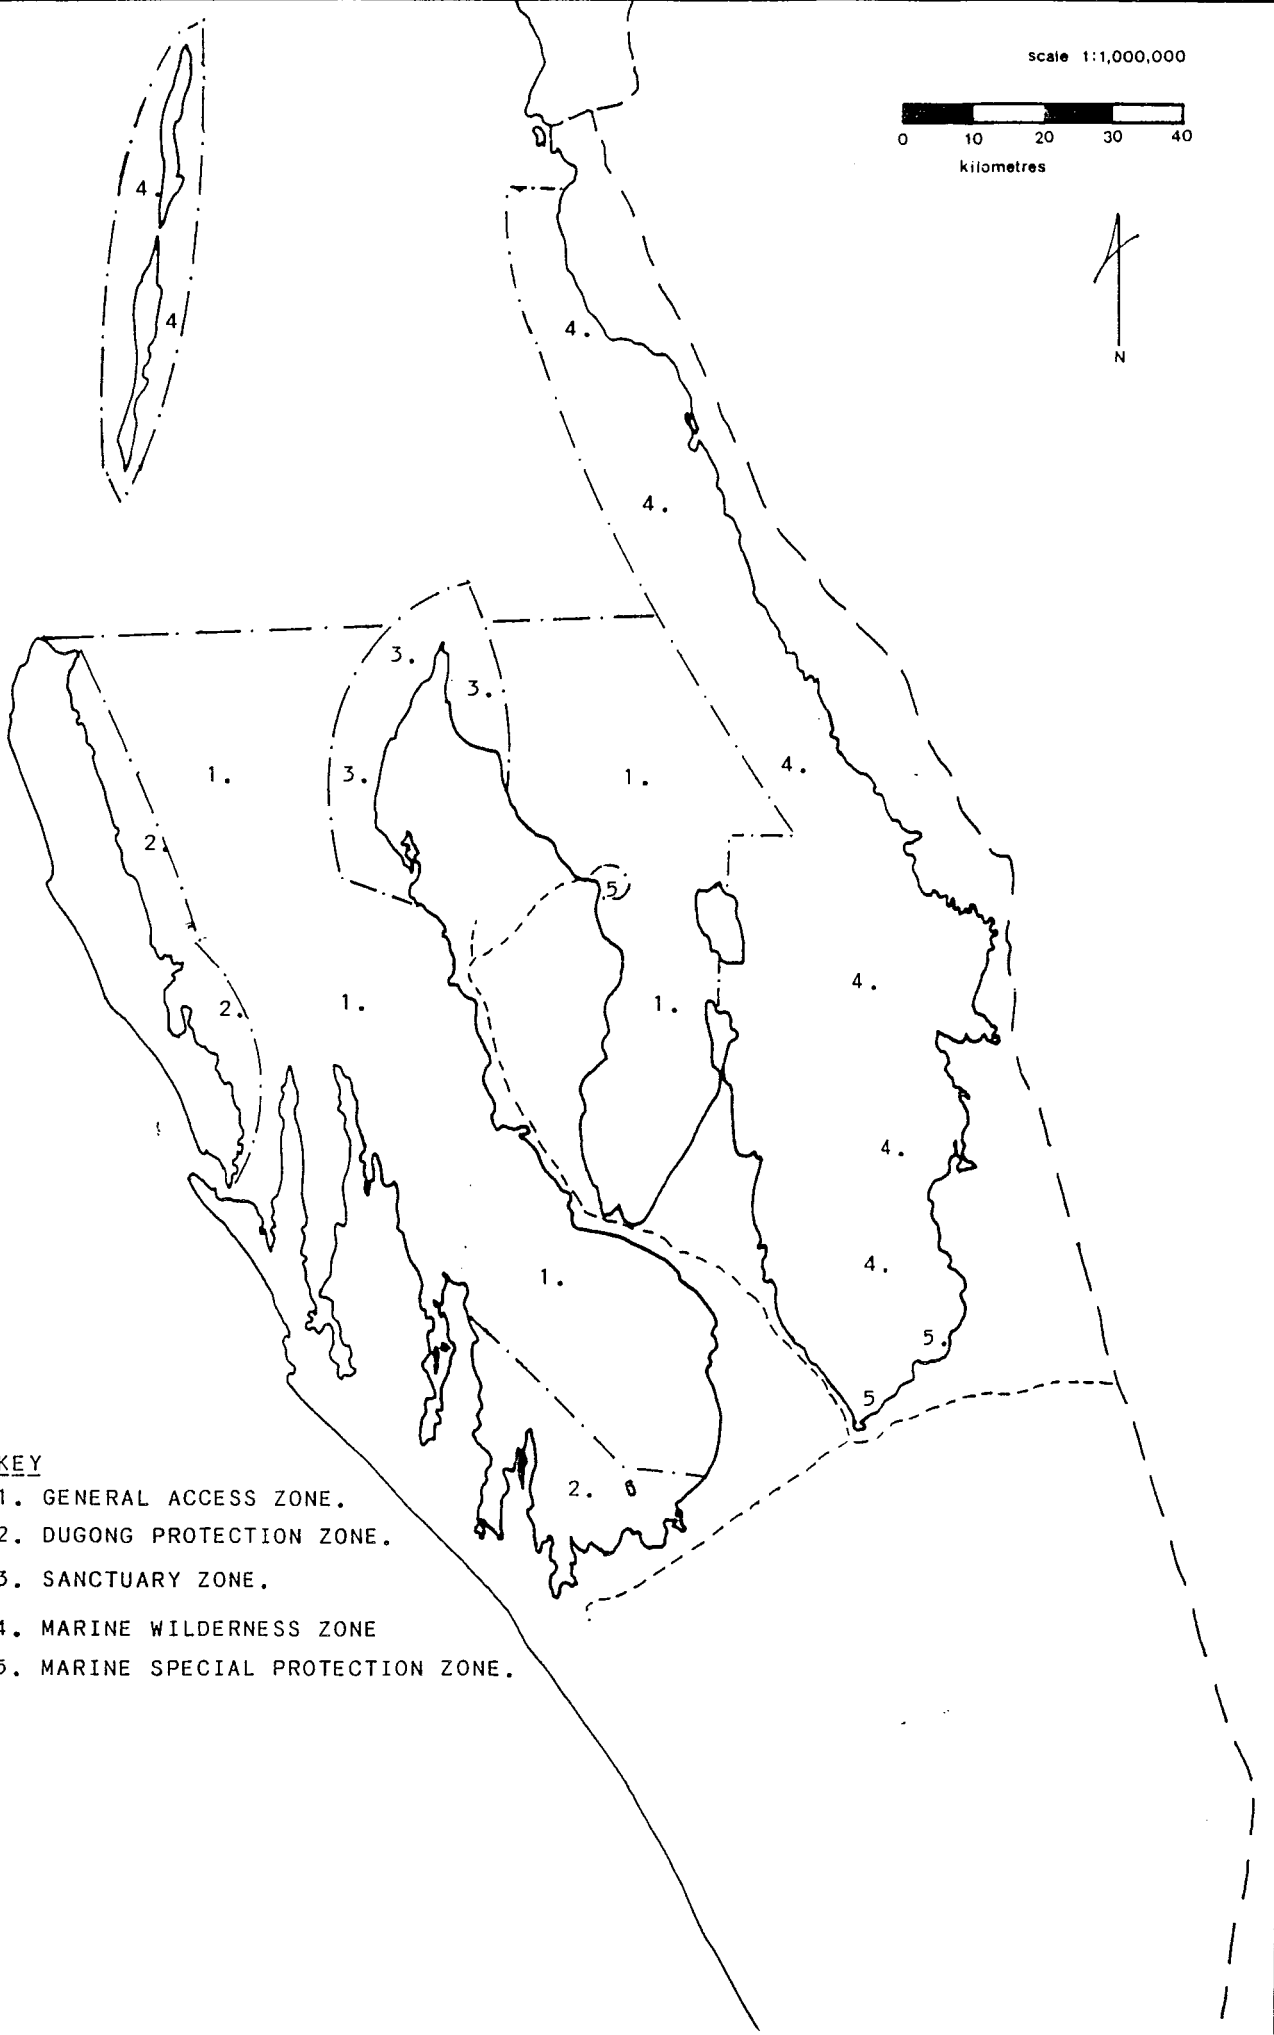 scale 1:1,000,000
0 10 20 30 40
kilometres
N
4.
4
4.
4.
3.
3.
1.
3.
1.
4.
2.
5
2.
1.
1.
4.
4.
4.
1.
5.
5
2.
KEY
1. GENERAL ACCESS ZONE.
2. DUGONG PROTECTION ZONE.
3. SANCTUARY ZONE.
4. MARINE WILDERNESS ZONE
5. MARINE SPECIAL PROTECTION ZONE.